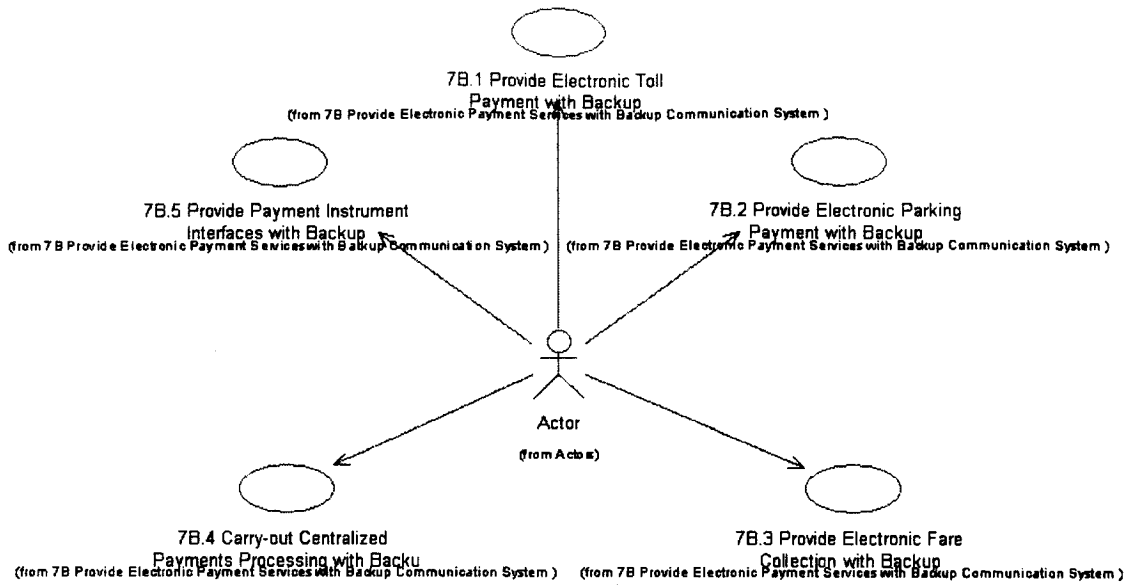 7B.1 Provide Electronic Toll
Payment with Backup
(from 7B Provide Electronic Payment Services with Backup Communication System )
7B.5 Provide Payment Instrument
Interfaces with Backup
(from 7B Provide Electronic Payment Services with Backup Communication System )
7B.2 Provide Electronic Parking
Payment with Backup
(from 7B Provide Electronic Payment Services with Backup Communication System )
Actor
(from Actors)
7B.4 Carry-out Centralized
Payments Processing with Backu
(from 7B Provide Electronic Payment Services with Backup Communication System )
7B.3 Provide Electronic Fare
Collection with Backup
(from 7B Provide Electronic Payment Services with Backup Communication System )